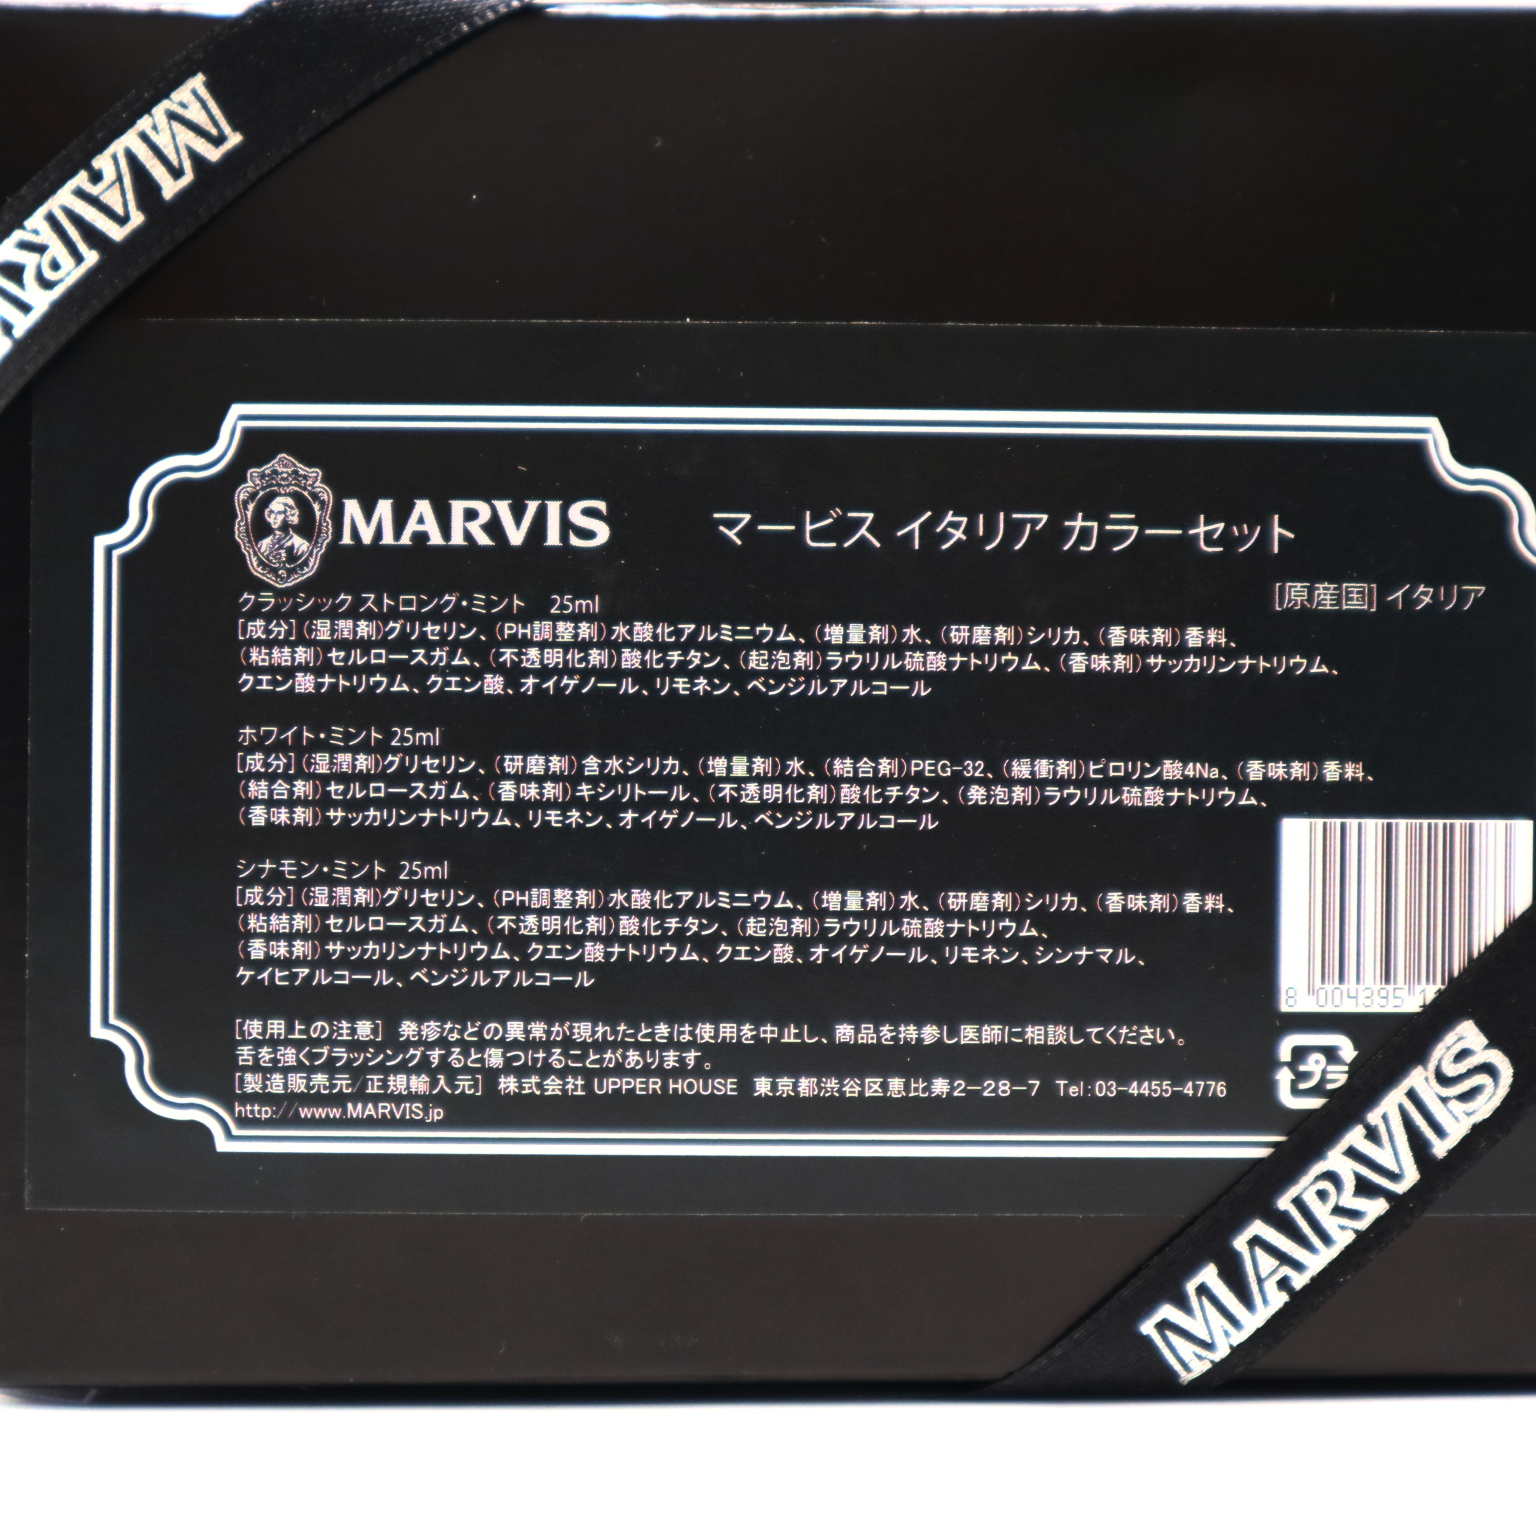 MARV
MARVIS
マービス イタリア カラーセット
[原産国] イタリア
クラッシック ストロング・ミント 25ml
[成分] (湿潤剤)グリセリン、(PH調整剤)水酸化アルミニウム、(増量剤)水、(研磨剤)シリカ、(香味剤)香料、
(粘結剤)セルロースガム、(不透明化剤)酸化チタン、(起泡剤)ラウリル硫酸ナトリウム、(香味剤)サッカリンナトリウム、
クエン酸ナトリウム、クエン酸、オイゲノール、リモネン、ベンジルアルコール
ホワイト・ミント 25ml
[成分] (湿潤剤)グリセリン、(研磨剤)含水シリカ、(増量剤)水、(結合剤)PEG-32、(緩衝剤)ピロリン酸4Na、(香味剤)香料、
(結合剤)セルロースガム、(香味剤)キシリトール、(不透明化剤)酸化チタン、(発泡剤)ラウリル硫酸ナトリウム、
(香味剤)サッカリンナトリウム、リモネン、オイゲノール、ベンジルアルコール
シナモン・ミント 25ml
[成分] (湿潤剤)グリセリン、(PH調整剤)水酸化アルミニウム、(増量剤)水、(研磨剤)シリカ、(香味剤)香料、
(粘結剤)セルロースガム、(不透明化剤)酸化チタン、(起泡剤)ラウリル硫酸ナトリウム、
(香味剤)サッカリンナトリウム、クエン酸ナトリウム、クエン酸、オイゲノール、リモネン、シンナマル、
ケイヒアルコール、ベンジルアルコール
8 004395 1
[使用上の注意] 発疹などの異常が現れたときは使用を中止し、商品を持参し医師に相談してください。
舌を強くブラッシングすると傷つけることがあります。
[製造販売元/正規輸入元] 株式会社 UPPER HOUSE 東京都渋谷区恵比寿2-28-7 Tel:03-4455-4776
http://www.MARVIS.jp
プラ
MARVIS